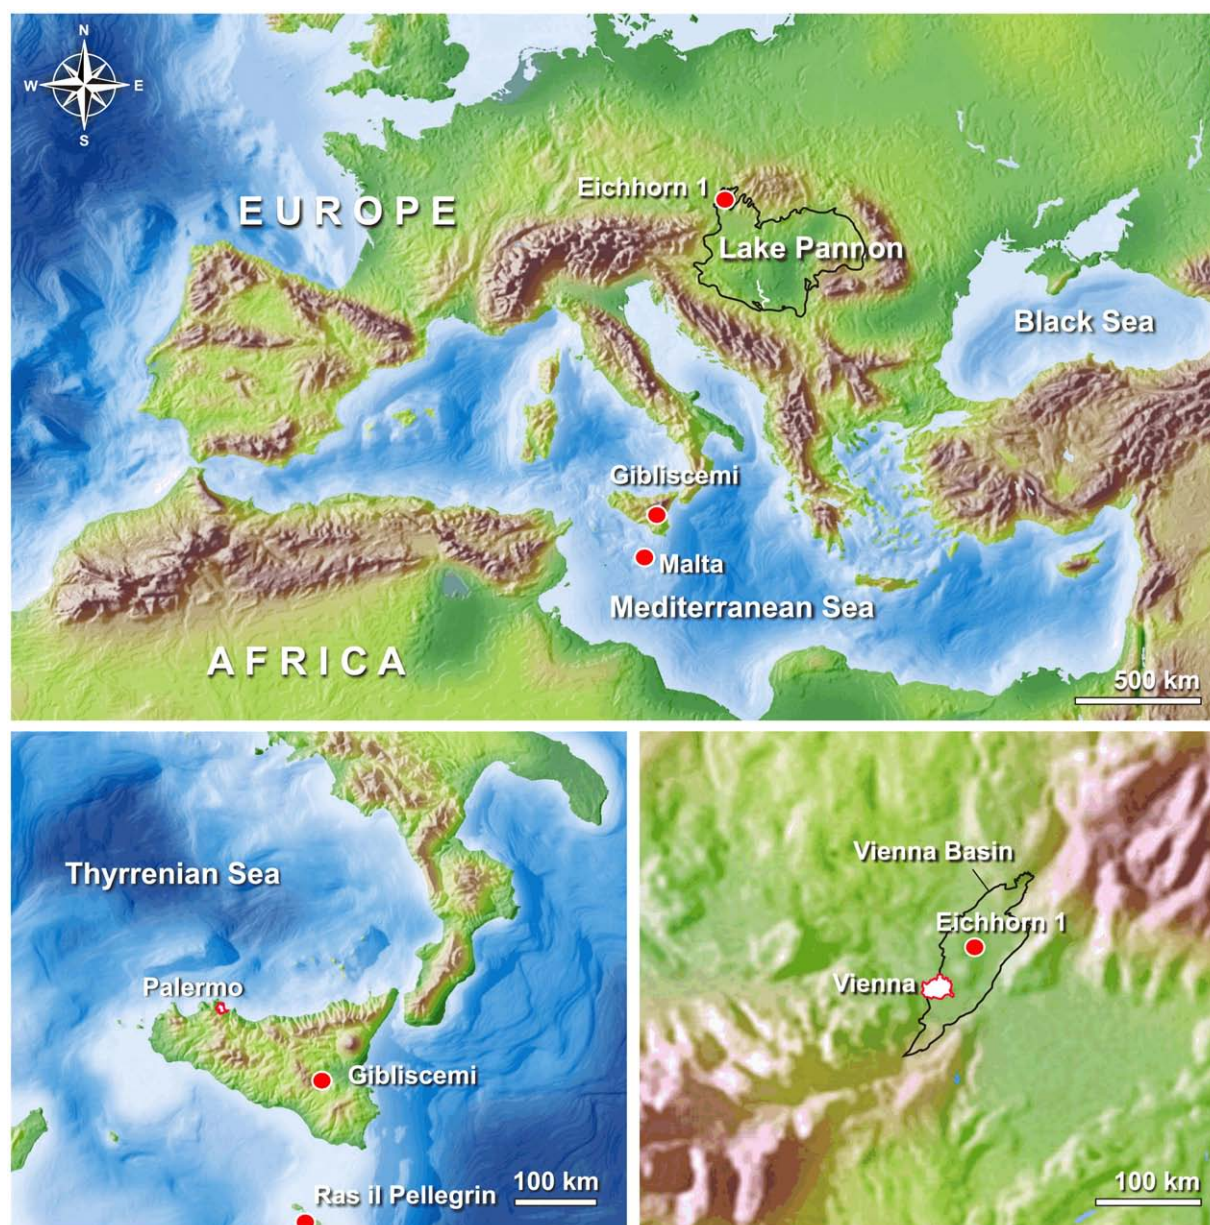 N
W E
S
EUROPE
Eichhorn 1
Lake Pannon
Black Sea
Gibliscemi
Malta
Mediterranean Sea
AFRICA
500 km
Thyrrenian Sea
Palermo
Gibliscemi
Ras il Pellegrin
100 km
Vienna Basin
Eichhorn 1
Vienna
100 km